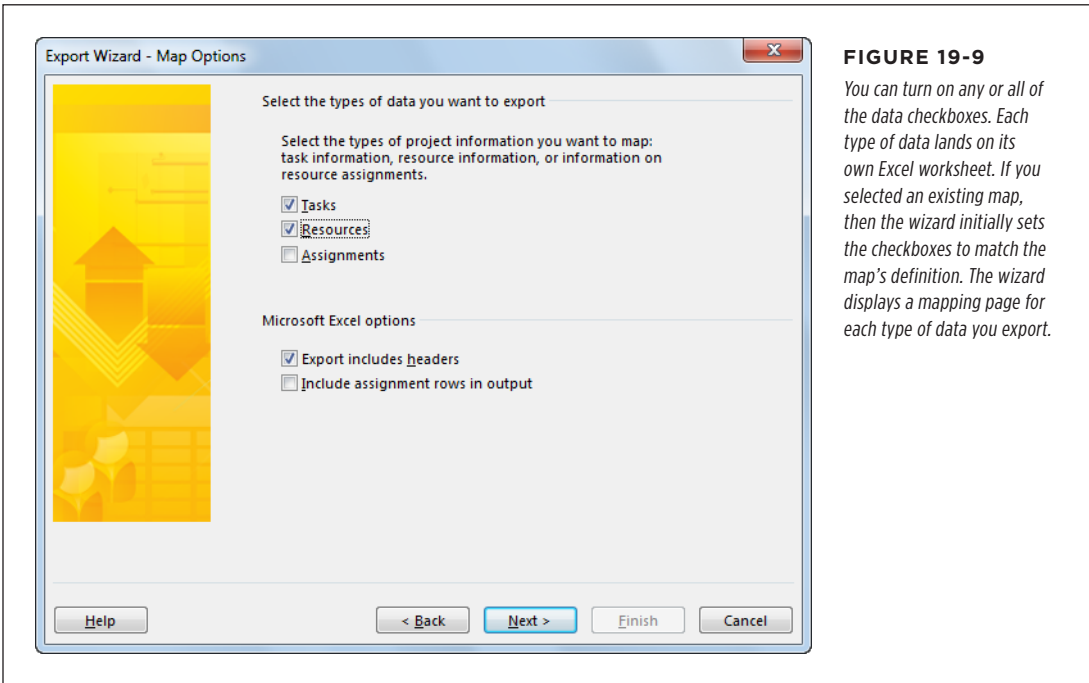 Export Wizard - Map Options
Select the types of data you want to export
Select the types of project information you want to map:
task information, resource information, or information on
resource assignments.
Tasks
Resources
Assignments
Microsoft Excel options
Export includes headers
Include assignment rows in output
Help
< Back
Next >
Finish
Cancel
FIGURE 19-9
You can turn on any or all of
the data checkboxes. Each
type of data lands on its
own Excel worksheet. If you
selected an existing map,
then the wizard initially sets
the checkboxes to match the
map's definition. The wizard
displays a mapping page for
each type of data you export.